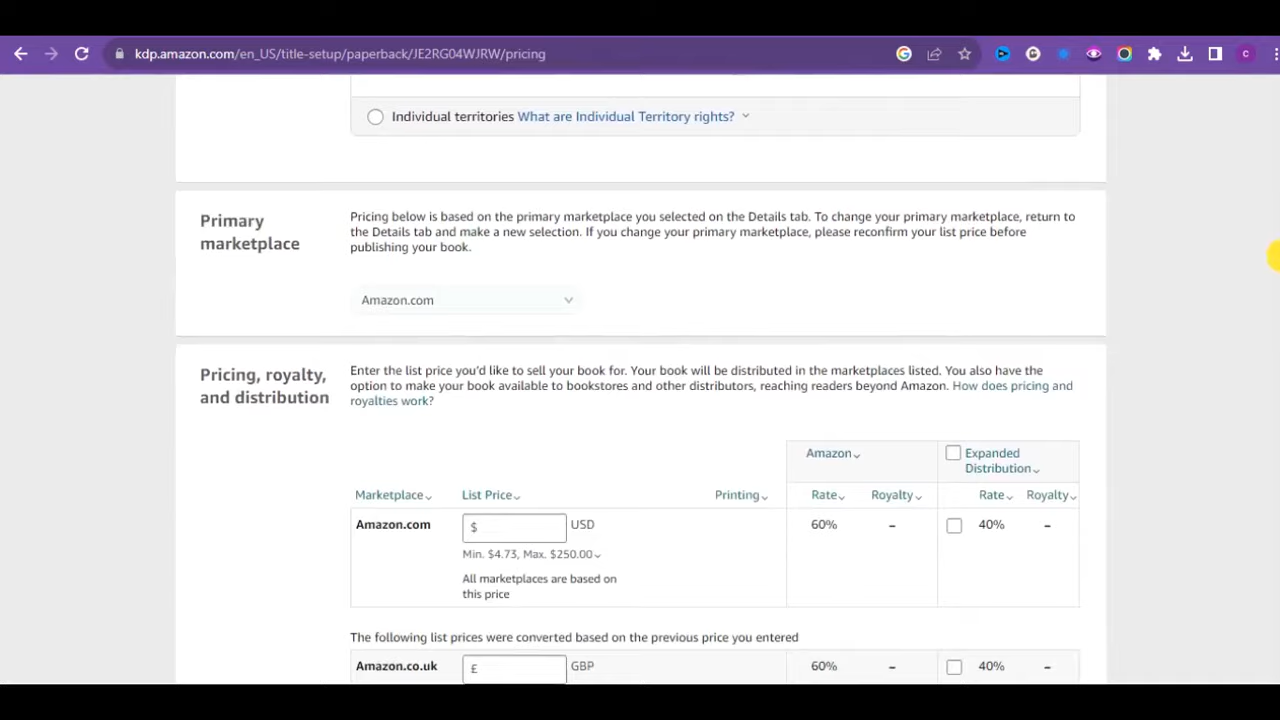 kdp.amazon.com/en_US/title-setup/paperback/JE2RG04WJRW/pricing
Individual territories What are Individual Territory rights?
Primary
marketplace
Pricing below is based on the primary marketplace you selected on the Details tab. To change your primary marketplace, return to
the Details tab and make a new selection. If you change your primary marketplace, please reconfirm your list price before
publishing your book.
Amazon.com
Pricing, royalty,
and distribution
Enter the list price you'd like to sell your book for. Your book will be distributed in the marketplaces listed. You also have the
option to make your book available to bookstores and other distributors, reaching readers beyond Amazon. How does pricing and
royalties work?
Amazon
Expanded
Distribution
Marketplace List Price Printing Rate Royalty Rate Royalty
Amazon.com $ USD 60% – 40% –
Min. $4.73, Max. $250.00
All marketplaces are based on
this price
The following list prices were converted based on the previous price you entered
Amazon.co.uk £ GBP 60% – 40% –